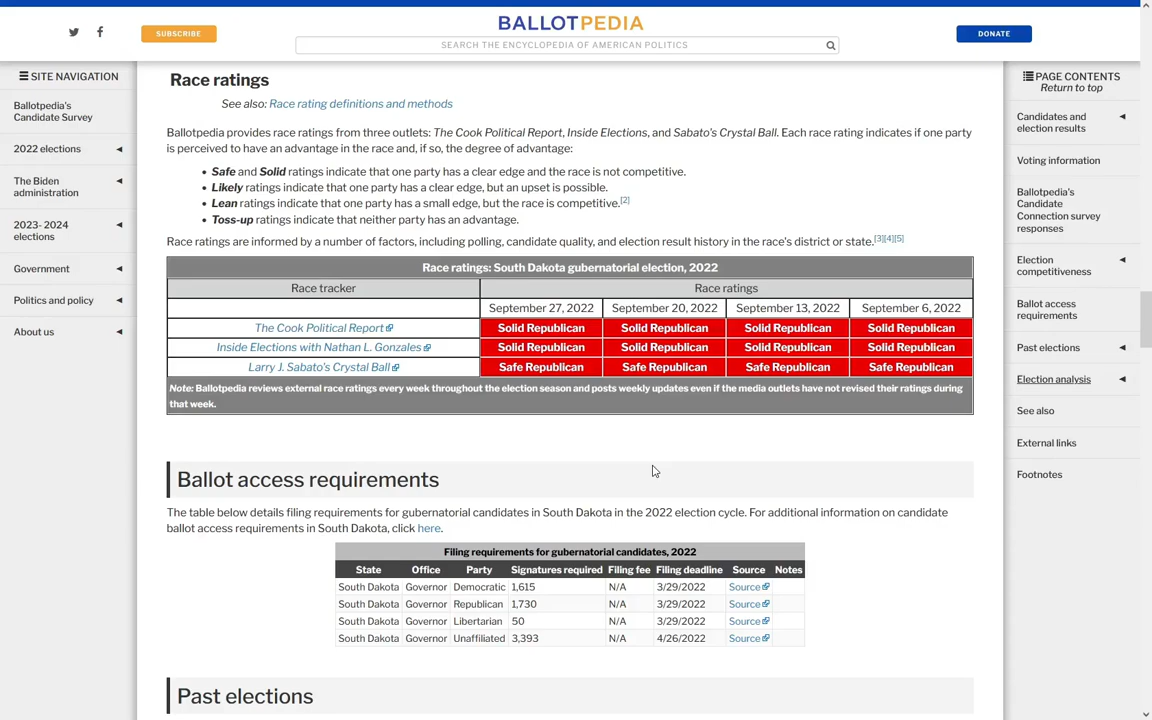 BALLOTPEDIA
SUBSCRIBE
SEARCH THE ENCYCLOPEDIA OF AMERICAN POLITICS
DONATE
SITE NAVIGATION
Ballotpedia's
Candidate Survey
2022 elections
The Biden
administration
2023- 2024
elections
Government
Politics and policy
About us
Race ratings
See also: Race rating definitions and methods
Ballotpedia provides race ratings from three outlets: The Cook Political Report, Inside Elections, and Sabato's Crystal Ball. Each race rating indicates if one party
is perceived to have an advantage in the race and, if so, the degree of advantage:
• Safe and Solid ratings indicate that one party has a clear edge and the race is not competitive.
• Likely ratings indicate that one party has a clear edge, but an upset is possible.
• Lean ratings indicate that one party has a small edge, but the race is competitive.[2]
• Toss-up ratings indicate that neither party has an advantage.
Race ratings are informed by a number of factors, including polling, candidate quality, and election result history in the race's district or state.[3][4][5]
Race ratings: South Dakota gubernatorial election, 2022
Race tracker Race ratings
September 27, 2022 September 20, 2022 September 13, 2022 September 6, 2022
The Cook Political Report Solid Republican Solid Republican Solid Republican Solid Republican
Inside Elections with Nathan L. Gonzales Solid Republican Solid Republican Solid Republican Solid Republican
Larry J. Sabato's Crystal Ball Safe Republican Safe Republican Safe Republican Safe Republican
Note: Ballotpedia reviews external race ratings every week throughout the election season and posts weekly updates even if the media outlets have not revised their ratings during
that week.
Ballot access requirements
The table below details filing requirements for gubernatorial candidates in South Dakota in the 2022 election cycle. For additional information on candidate
ballot access requirements in South Dakota, click here.
Filing requirements for gubernatorial candidates, 2022
State Office Party Signatures required Filing fee Filing deadline Source Notes
South Dakota Governor Democratic 1,615 N/A 3/29/2022 Source
South Dakota Governor Republican 1,730 N/A 3/29/2022 Source
South Dakota Governor Libertarian 50 N/A 3/29/2022 Source
South Dakota Governor Unaffiliated 3,393 N/A 4/26/2022 Source
Past elections
PAGE CONTENTS
Return to top
Candidates and
election results
Voting information
Ballotpedia's
Candidate
Connection survey
responses
Election
competitiveness
Ballot access
requirements
Past elections
Election analysis
See also
External links
Footnotes